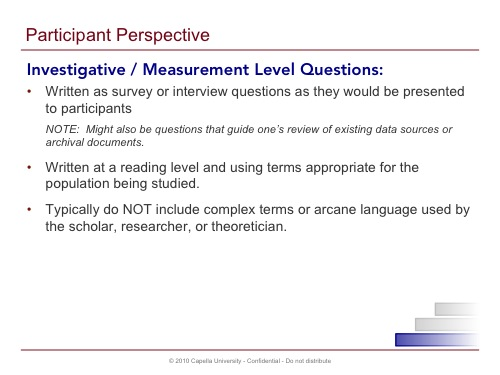 Participant Perspective
Investigative / Measurement Level Questions:
• Written as survey or interview questions as they would be presented
to participants
NOTE:  Might also be questions that guide one's review of existing data sources or
archival documents.
• Written at a reading level and using terms appropriate for the
population being studied.
• Typically do NOT include complex terms or arcane language used by
the scholar, researcher, or theoretician.
© 2010 Capella University - Confidential - Do not distribute